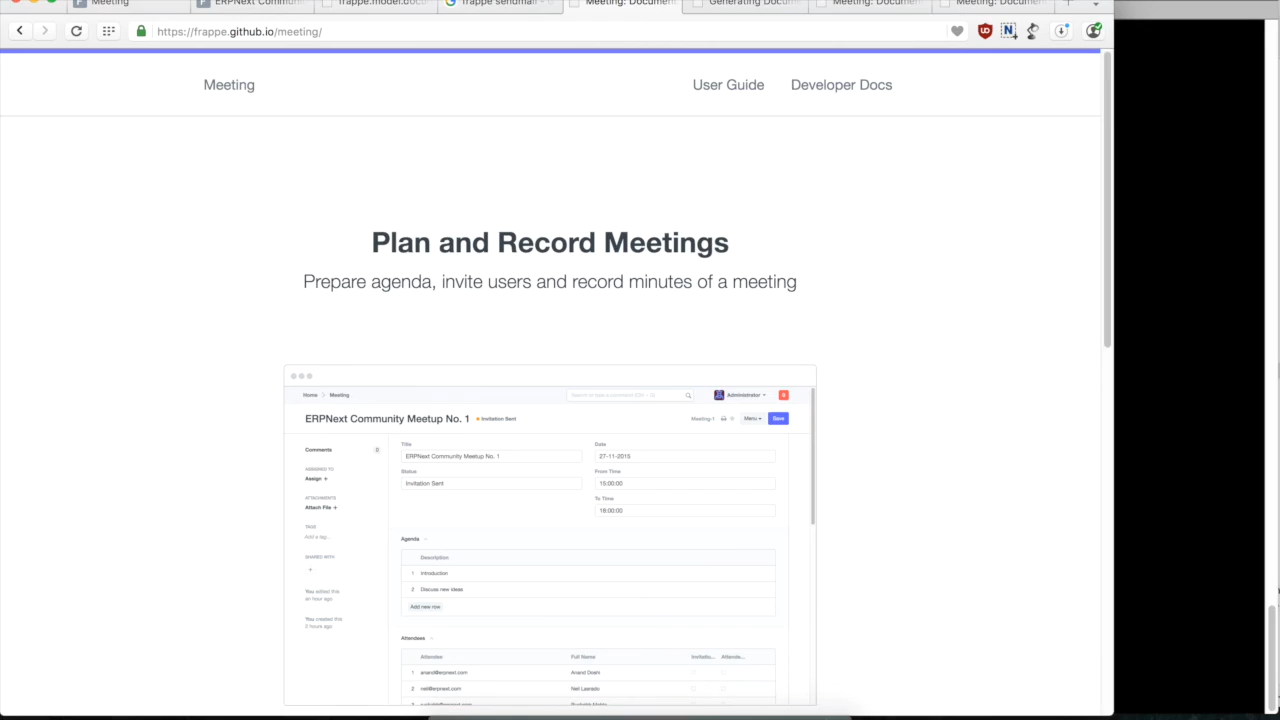 Meeting
ERPNext Commun
frappe.model.docu
frappe sendmail
Meeting: Documen
Generating Docum
Meeting: Documen
Meeting: Documen
https://frappe.github.io/meeting/
Meeting
User Guide
Developer Docs
Plan and Record Meetings
Prepare agenda, invite users and record minutes of a meeting
Home > Meeting
Administrator
ERPNext Community Meetup No. 1
Invitation Sent
Meeting-1
Menu
Save
Comments
0
ASSIGNED TO
Assign +
ATTACHMENTS
Attach File +
TAGS
Add a tag...
SHARED WITH
+
You edited this
an hour ago
You created this
2 hours ago
Title
ERPNext Community Meetup No. 1
Status
Invitation Sent
Date
27-11-2015
From Time
15:00:00
To Time
18:00:00
Agenda
Description
1 Introduction
2 Discuss new ideas
Add new row
Attendees
Attendee Full Name Invitatio... Attende...
1 anand@erpnext.com Anand Doshi
2 neil@erpnext.com Neil Lasrado